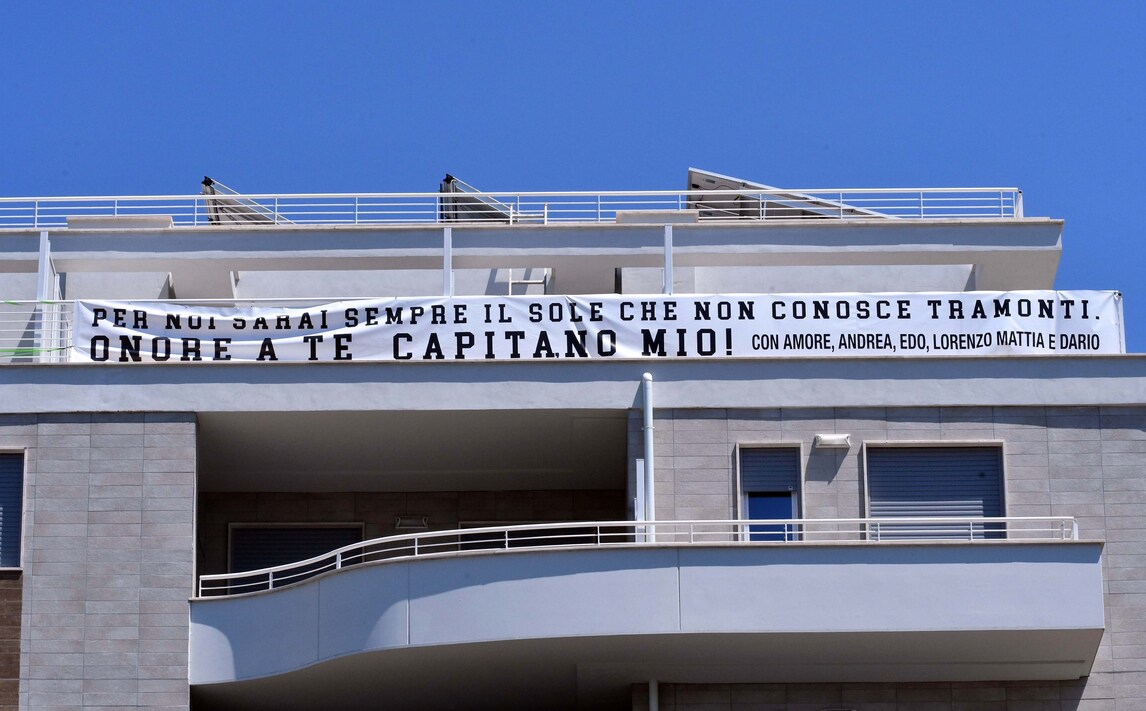 PER NOI SARAI SEMPRE IL SOLE CHE NON CONOSCE TRAMONTI.
ONORE A TE CAPITANO MIO! CON AMORE, ANDREA, EDO, LORENZO MATTIA E DARIO